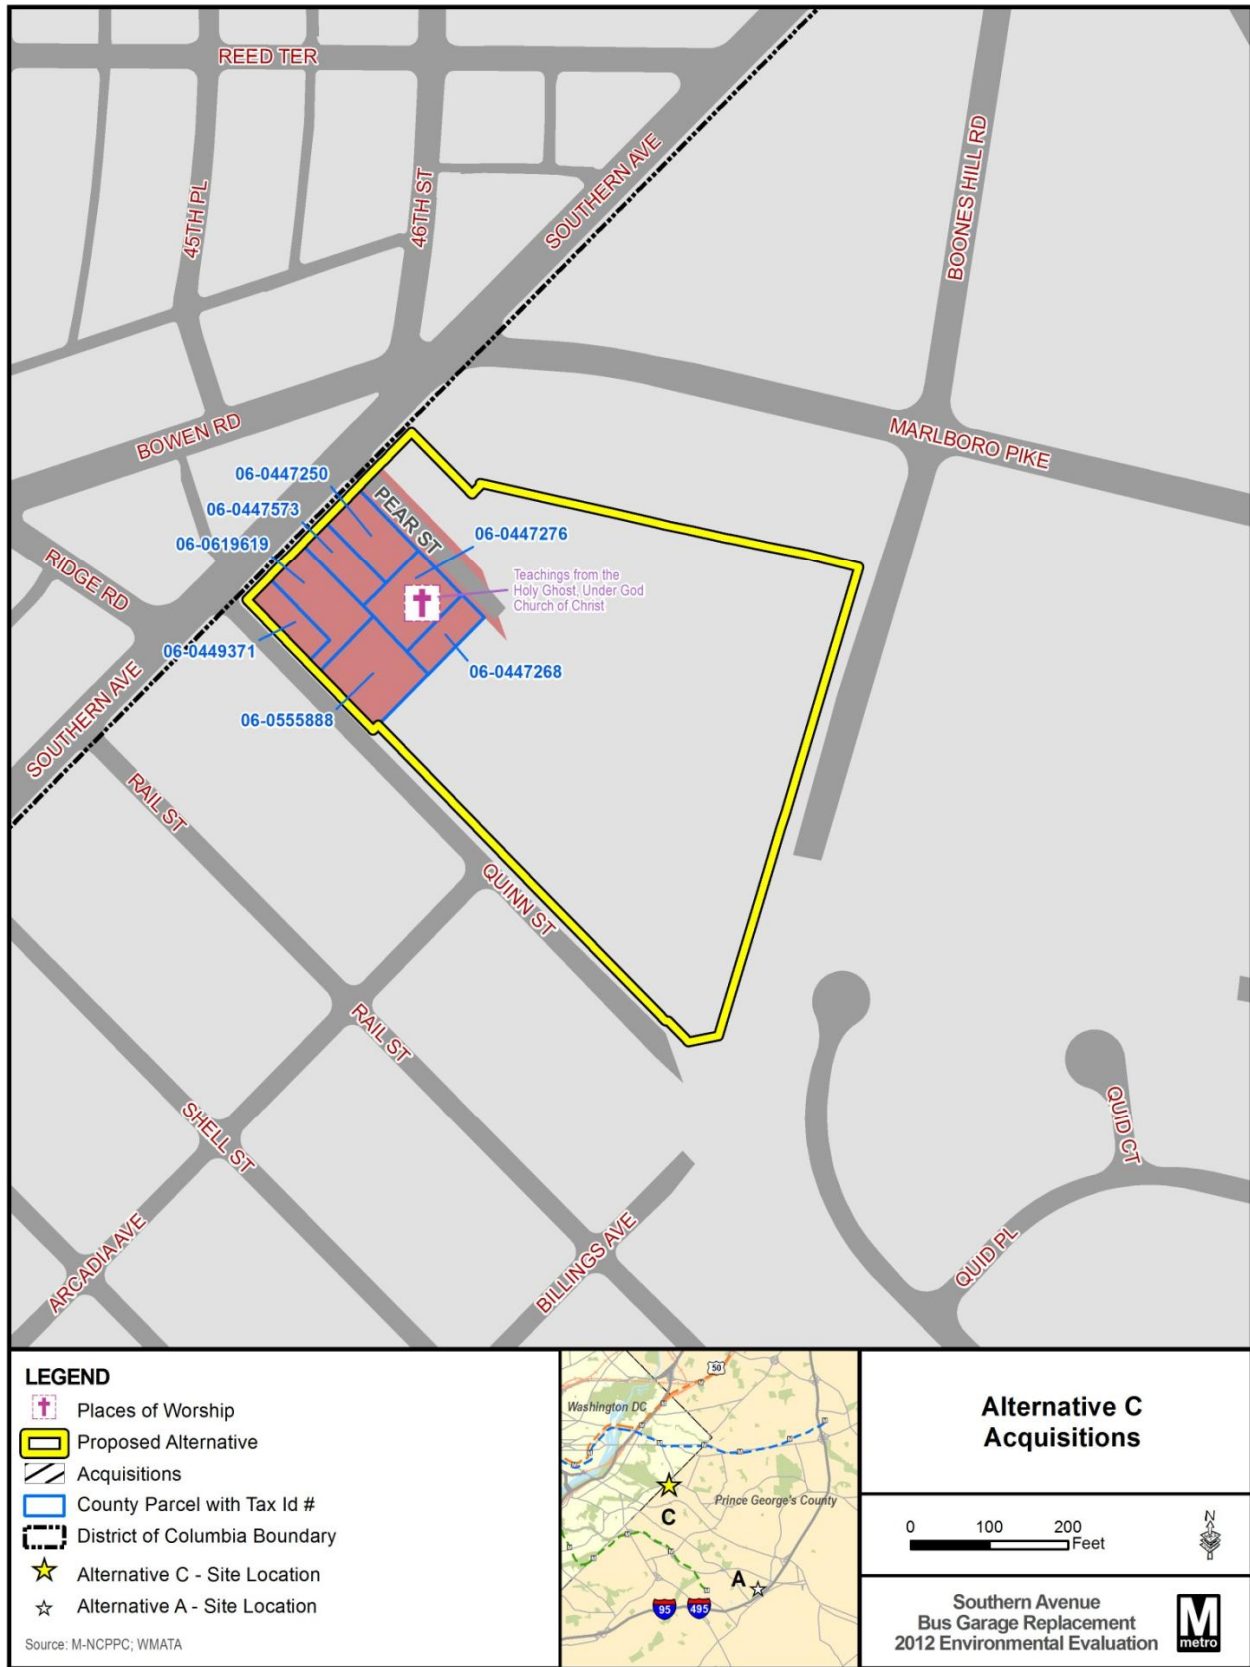 REED TER
45TH PL
46TH ST
SOUTHERN AVE
BOONES HILL RD
BOWEN RD
MARLBORO PIKE
06-0447250
PEAR ST
06-0447573
06-0447276
06-0619619
RIDGE RD
Teachings from the
Holy Ghost, Under God
Church of Christ
06-0449371
06-0447268
06-0555888
SOUTHERN AVE
RAIL ST
QUINN ST
RAIL ST
SHELL ST
QUID CT
ARCADIA AVE
BILLINGS AVE
QUID PL
LEGEND
Places of Worship
Proposed Alternative
Acquisitions
County Parcel with Tax Id #
District of Columbia Boundary
Alternative C - Site Location
Alternative A - Site Location
Source: M-NCPPC; WMATA
50
Washington DC
Prince George's County
C
A
95
495
Alternative C
Acquisitions
0 100 200
Feet
N
Southern Avenue
Bus Garage Replacement
2012 Environmental Evaluation
M
metro